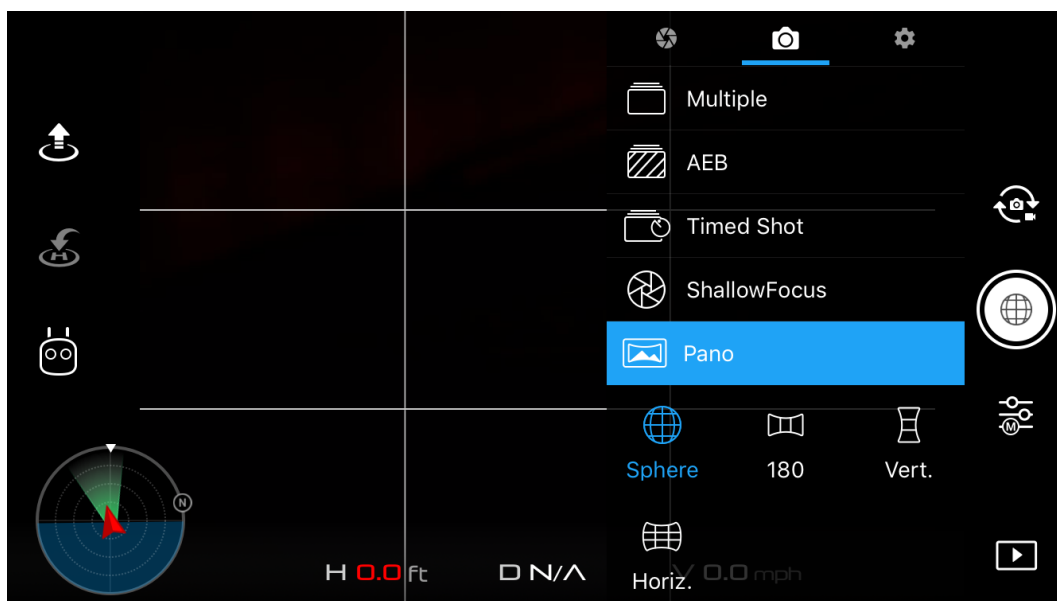 Multiple
AEB
Timed Shot
ShallowFocus
Pano
M
Sphere
180
Vert.
N
H
Horiz.
H 0.0 ft
D N/A
V 0.0 mph